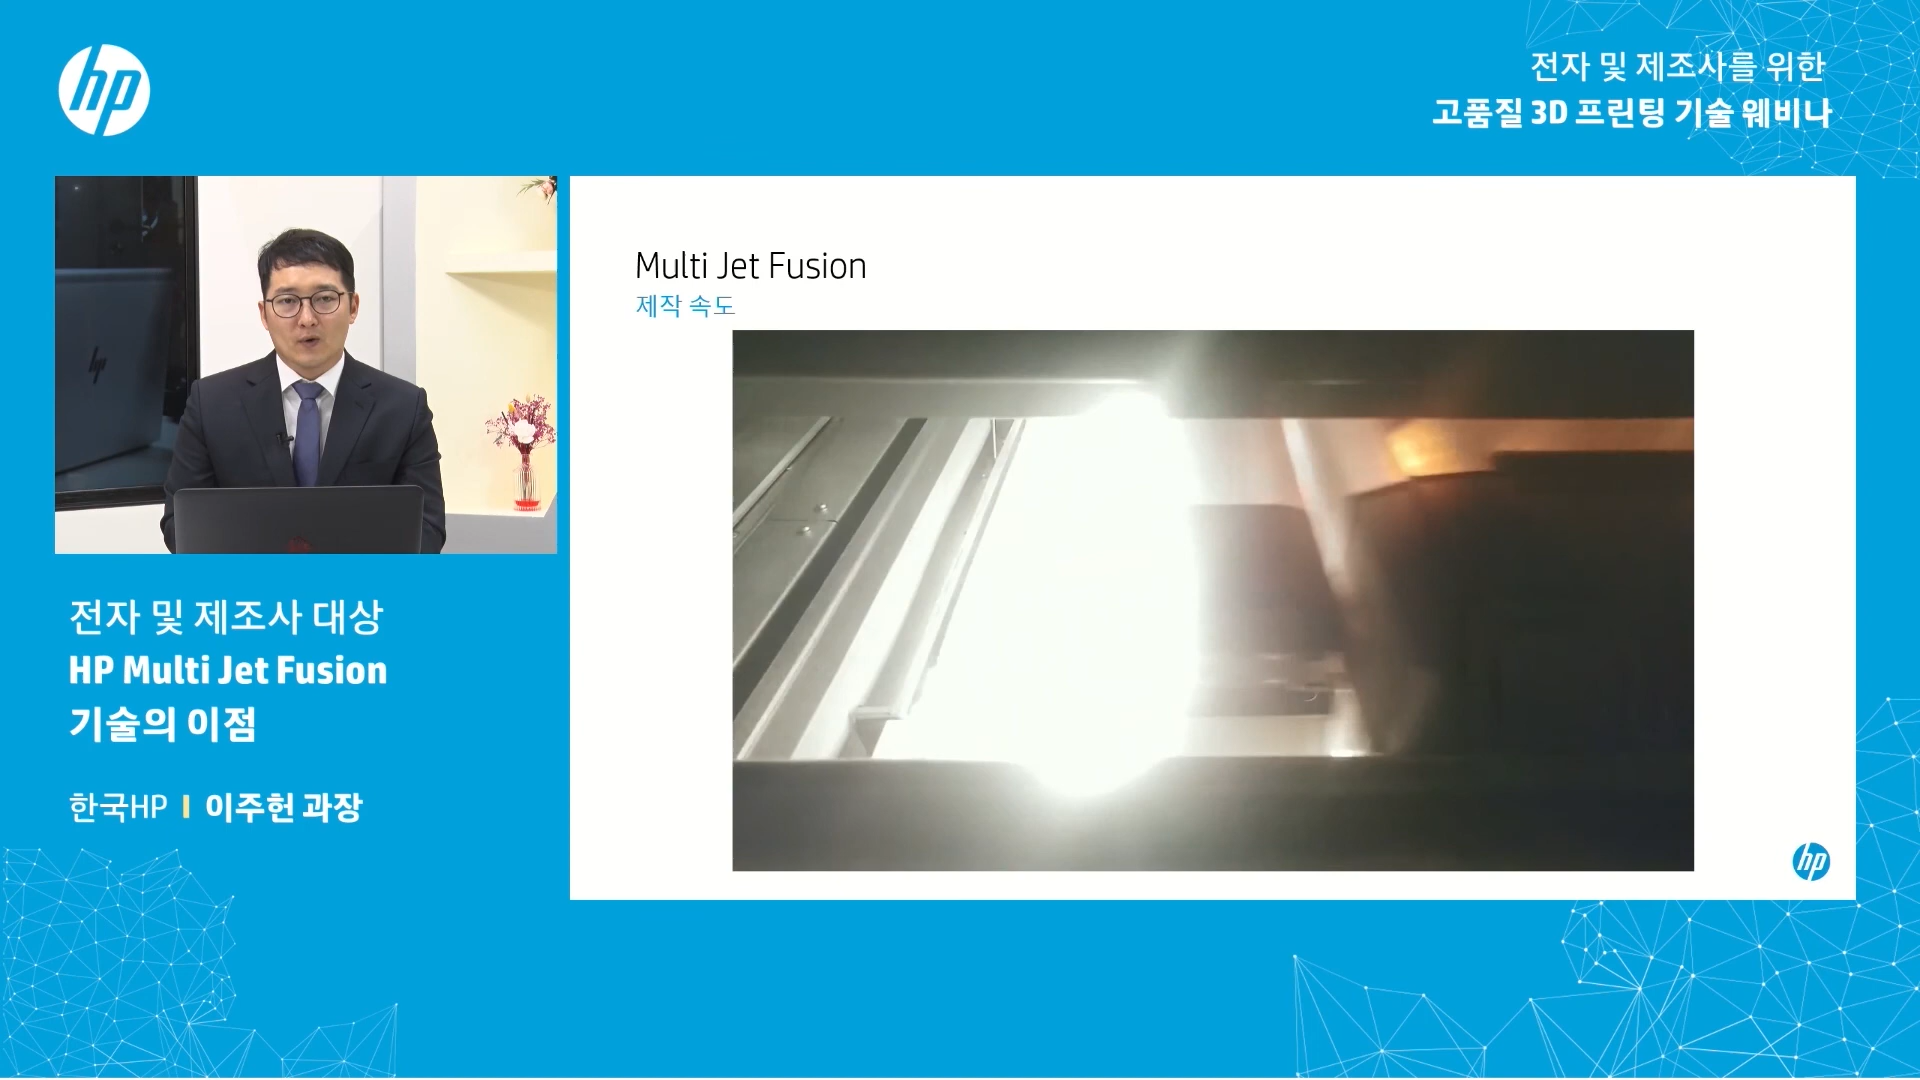 hp
전자 및 제조사를 위한
고품질 3D 프린팅 기술 웨비나
hp
전자 및 제조사 대상
HP Multi Jet Fusion
기술의 이점
한국HP | 이주헌 과장
Multi Jet Fusion
제작 속도
hp